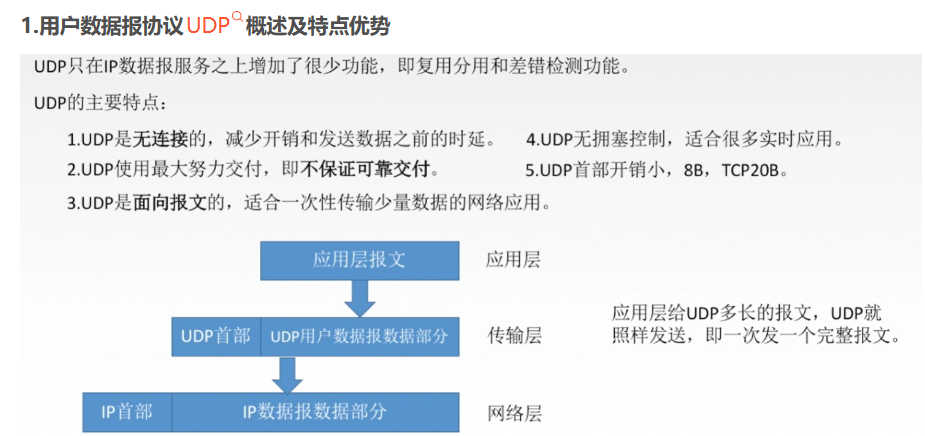 1.用户数据报协议UDP概述及特点优势
UDP只在IP数据报服务之上增加了很少功能，即复用分用和差错检测功能。
UDP的主要特点：
1.UDP是无连接的，减少开销和发送数据之前的时延。
4.UDP无拥塞控制，适合很多实时应用。
2.UDP使用最大努力交付，即不保证可靠交付。
5.UDP首部开销小，8B，TCP20B。
3.UDP是面向报文的，适合一次性传输少量数据的网络应用。
应用层报文
应用层
UDP首部
UDP用户数据报数据部分
传输层
应用层给UDP多长的报文，UDP就
照样发送，即一次发一个完整报文。
IP首部
IP数据报数据部分
网络层